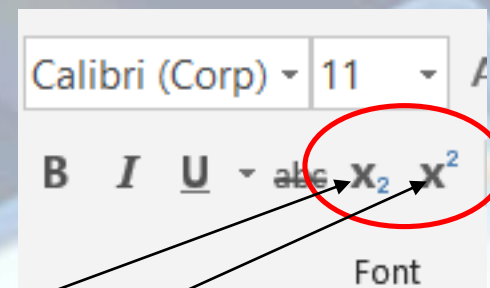 Calibri (Corp) 11 A
B I U abc X₂ X²
Font